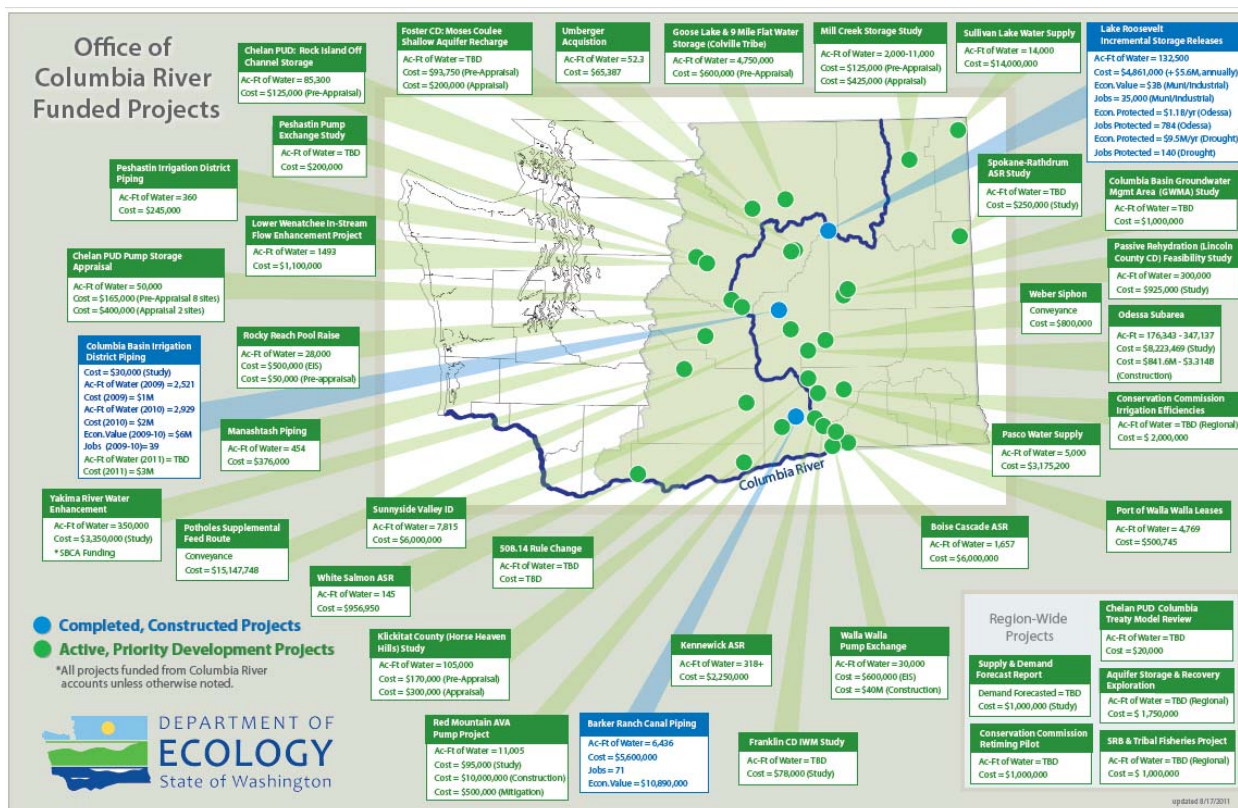 Office of
Columbia River
Funded Projects
Chelan PUD: Rock Island Off
Channel Storage
Ac-Ft of Water = 85,300
Cost = $125,000 (Pre-Appraisal)
Foster CD: Moses Coulee
Shallow Aquifer Recharge
Ac-Ft of Water = TBD
Cost = $93,750 (Pre-Appraisal)
Cost = $200,000 (Appraisal)
Umberger
Acquistion
Ac-Ft of Water = 52.3
Cost = $65,387
Goose Lake & 9 Mile Flat Water
Storage (Colville Tribe)
Ac-Ft of Water = 4,750,000
Cost = $600,000 (Pre-Appraisal)
Mill Creek Storage Study
Ac-Ft of Water = 2,000-11,000
Cost = $125,000 (Pre-Appraisal)
Cost = $425,000 (Appraisal)
Sullivan Lake Water Supply
Ac-Ft of Water = 14,000
Cost = $14,000,000
Lake Roosevelt
Incremental Storage Releases
Ac-Ft of Water = 132,500
Cost = $4,861,000 (+ $5.6M, annually)
Econ. Value = $3B (Muni/Industrial)
Jobs = 35,000 (Muni/Industrial)
Econ. Protected = $1.1B/yr (Odessa)
Jobs Protected = 784 (Odessa)
Econ. Protected = $9.5M/yr (Drought)
Jobs Protected = 140 (Drought)
Peshastin Pump
Exchange Study
Ac-Ft of Water = TBD
Cost = $200,000
Peshastin Irrigation District
Piping
Ac-Ft of Water = 360
Cost = $245,000
Lower Wenatchee In-Stream
Flow Enhancement Project
Ac-Ft of Water = 1493
Cost = $1,100,000
Chelan PUD Pump Storage
Appraisal
Ac-Ft of Water = 50,000
Cost = $165,000 (Pre-Appraisal 8 sites)
Cost = $400,000 (Appraisal 2 sites)
Rocky Reach Pool Raise
Ac-Ft of Water = 28,000
Cost = $500,000 (EIS)
Cost = $50,000 (Pre-appraisal)
Columbia Basin Irrigation
District Piping
Cost = $30,000 (Study)
Ac-Ft of Water (2009) = 2,521
Cost (2009) = $1M
Ac-Ft of Water (2010) = 2,929
Cost (2010) = $2M
Econ. Value (2009-10) = $6M
Jobs (2009-10)= 39
Ac-Ft of Water (2011) = TBD
Cost (2011) = $3M
Manashtash Piping
Ac-Ft of Water = 454
Cost = $376,000
Yakima River Water
Enhancement
Ac-Ft of Water = 350,000
Cost = $3,350,000 (Study)
* SBCA Funding
Potholes Supplemental
Feed Route
Conveyance
Cost = $15,147,748
Sunnyside Valley ID
Ac-Ft of Water = 7,815
Cost = $6,000,000
White Salmon ASR
Ac-Ft of Water = 145
Cost = $956,950
508.14 Rule Change
Ac-Ft of Water = TBD
Cost = TBD
Klickitat County (Horse Heaven
Hills) Study
Ac-Ft of Water = 105,000
Cost = $170,000 (Pre-Appraisal)
Cost = $300,000 (Appraisal)
Red Mountain AVA
Pump Project
Ac-Ft of Water = 11,005
Cost = $95,000 (Study)
Cost = $10,000,000 (Construction)
Cost = $500,000 (Mitigation)
Barker Ranch Canal Piping
Ac-Ft of Water = 6,436
Cost = $5,600,000
Jobs = 71
Econ. Value = $10,890,000
Kennewick ASR
Ac-Ft of Water = 318+
Cost = $2,250,000
Franklin CD IWM Study
Ac-Ft of Water = TBD
Cost = $78,000 (Study)
Walla Walla
Pump Exchange
Ac-Ft of Water = 30,000
Cost = $600,000 (EIS)
Cost = $40M (Construction)
Boise Cascade ASR
Ac-Ft of Water = 1,657
Cost = $6,000,000
Spokane-Rathdrum
ASR Study
Ac-Ft of Water = TBD
Cost = $250,000 (Study)
Columbia Basin Groundwater
Mgmt Area (GWMA) Study
Ac-Ft of Water = TBD
Cost = $1,000,000
Passive Rehydration (Lincoln
County CD) Feasibility Study
Ac-Ft of Water = 300,000
Cost = $925,000 (Study)
Weber Siphon
Conveyance
Cost = $800,000
Odessa Subarea
Ac-Ft = 176,343 - 347,137
Cost = $8,223,469 (Study)
Cost = $841.6M - $3.314B
(Construction)
Conservation Commission
Irrigation Efficiencies
Ac-Ft of Water = TBD (Regional)
Cost = $ 2,000,000
Pasco Water Supply
Ac-Ft of Water = 5,000
Cost = $3,175,200
Port of Walla Walla Leases
Ac-Ft of Water = 4,769
Cost = $500,745
Columbia River
Completed, Constructed Projects
Active, Priority Development Projects
*All projects funded from Columbia River
accounts unless otherwise noted.
DEPARTMENT OF
ECOLOGY
State of Washington
Region-Wide
Projects
Chelan PUD Columbia
Treaty Model Review
Ac-Ft of Water = TBD
Cost = $20,000
Supply & Demand
Forecast Report
Demand Forecasted = TBD
Cost = $1,000,000 (Study)
Aquifer Storage & Recovery
Exploration
Ac-Ft of Water = TBD (Regional)
Cost = $ 1,750,000
Conservation Commission
Retiming Pilot
Ac-Ft of Water = TBD
Cost = $1,000,000
SRB & Tribal Fisheries Project
Ac-Ft of Water = TBD (Regional)
Cost = $ 1,000,000
updated 8/17/2011